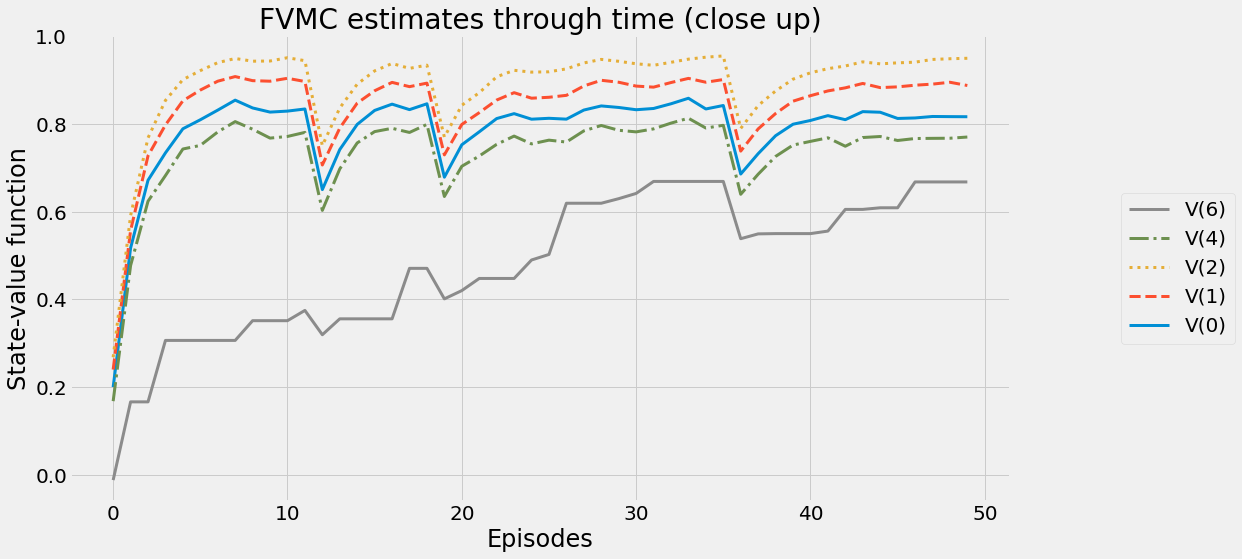 FVMC estimates through time (close up)
1.0
0.8
0.6
0.4
0.2
0.0
State-value function
0
10
20
30
40
50
Episodes
V(6)
V(4)
V(2)
V(1)
V(0)